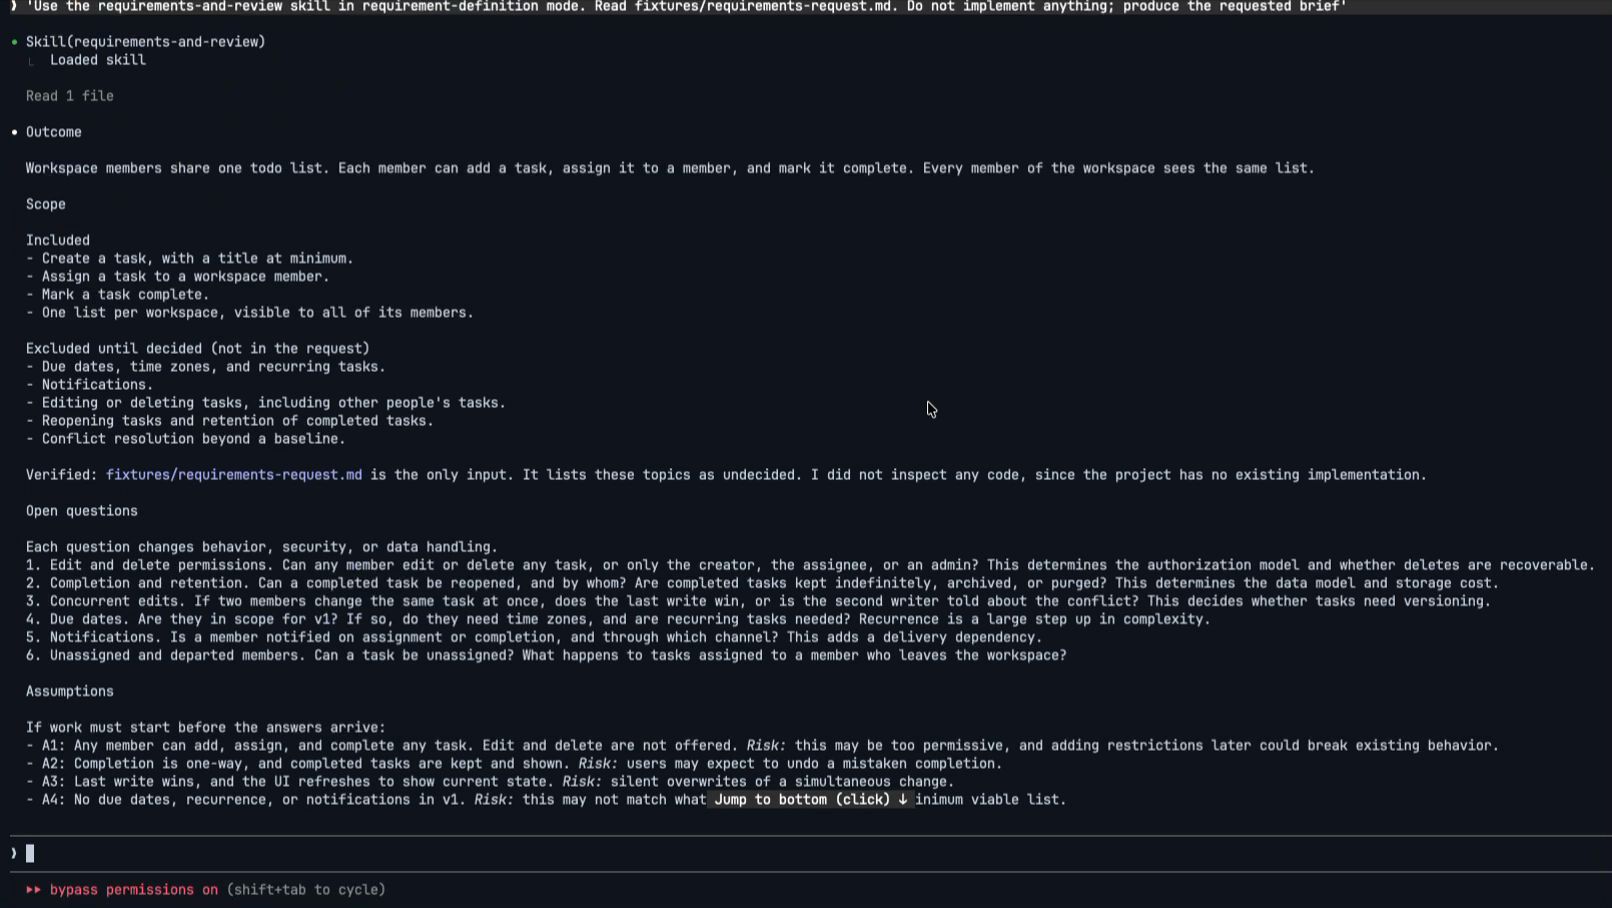 ❯ 'Use the requirements-and-review skill in requirement-definition mode. Read fixtures/requirements-request.md. Do not implement anything; produce the requested brief'
• Skill(requirements-and-review)
└ Loaded skill
Read 1 file
• Outcome
Workspace members share one todo list. Each member can add a task, assign it to a member, and mark it complete. Every member of the workspace sees the same list.
Scope
Included
- Create a task, with a title at minimum.
- Assign a task to a workspace member.
- Mark a task complete.
- One list per workspace, visible to all of its members.
Excluded until decided (not in the request)
- Due dates, time zones, and recurring tasks.
- Notifications.
- Editing or deleting tasks, including other people's tasks.
- Reopening tasks and retention of completed tasks.
- Conflict resolution beyond a baseline.
Verified: fixtures/requirements-request.md is the only input. It lists these topics as undecided. I did not inspect any code, since the project has no existing implementation.
Open questions
Each question changes behavior, security, or data handling.
1. Edit and delete permissions. Can any member edit or delete any task, or only the creator, the assignee, or an admin? This determines the authorization model and whether deletes are recoverable.
2. Completion and retention. Can a completed task be reopened, and by whom? Are completed tasks kept indefinitely, archived, or purged? This determines the data model and storage cost.
3. Concurrent edits. If two members change the same task at once, does the last write win, or is the second writer told about the conflict? This decides whether tasks need versioning.
4. Due dates. Are they in scope for v1? If so, do they need time zones, and are recurring tasks needed? Recurrence is a large step up in complexity.
5. Notifications. Is a member notified on assignment or completion, and through which channel? This adds a delivery dependency.
6. Unassigned and departed members. Can a task be unassigned? What happens to tasks assigned to a member who leaves the workspace?
Assumptions
If work must start before the answers arrive:
- A1: Any member can add, assign, and complete any task. Edit and delete are not offered. Risk: this may be too permissive, and adding restrictions later could break existing behavior.
- A2: Completion is one-way, and completed tasks are kept and shown. Risk: users may expect to undo a mistaken completion.
- A3: Last write wins, and the UI refreshes to show current state. Risk: silent overwrites of a simultaneous change.
- A4: No due dates, recurrence, or notifications in v1. Risk: this may not match what Jump to bottom (click) ↓ inimum viable list.
❯
▸▸ bypass permissions on (shift+tab to cycle)